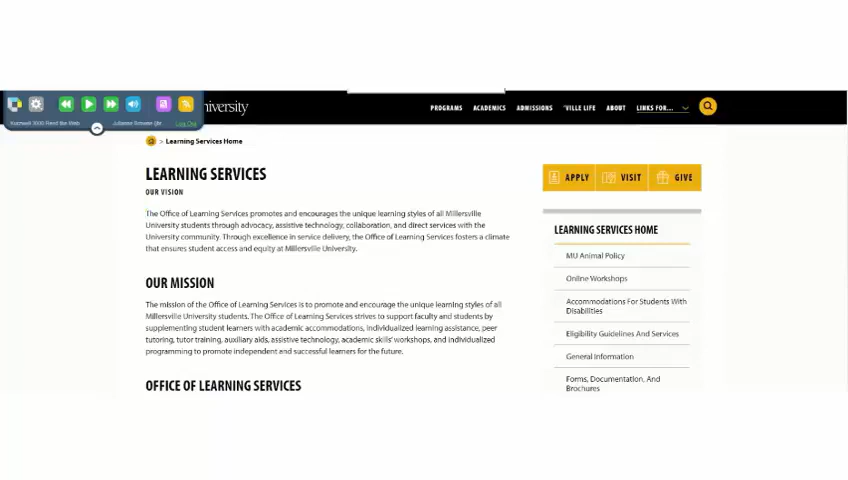 University
PROGRAMS ACADEMICS ADMISSIONS 'VILLE LIFE ABOUT LINKS FOR...
Kurzweil 3000 Read the Web
Log Out
> Learning Services Home
LEARNING SERVICES
OUR VISION
The Office of Learning Services promotes and encourages the unique learning styles of all Millersville
University students through advocacy, assistive technology, collaboration, and direct services with the
University community. Through excellence in service delivery, the Office of Learning Services fosters a climate
that ensures student access and equity at Millersville University.
OUR MISSION
The mission of the Office of Learning Services is to promote and encourage the unique learning styles of all
Millersville University students. The Office of Learning Services strives to support faculty and students by
supplementing student learners with academic accommodations, individualized learning assistance, peer
tutoring, tutor training, auxiliary aids, assistive technology, academic skills' workshops, and individualized
programming to promote independent and successful learners for the future.
OFFICE OF LEARNING SERVICES
APPLY VISIT GIVE
LEARNING SERVICES HOME
MU Animal Policy
Online Workshops
Accommodations For Students With
Disabilities
Eligibility Guidelines And Services
General Information
Forms, Documentation, And
Brochures